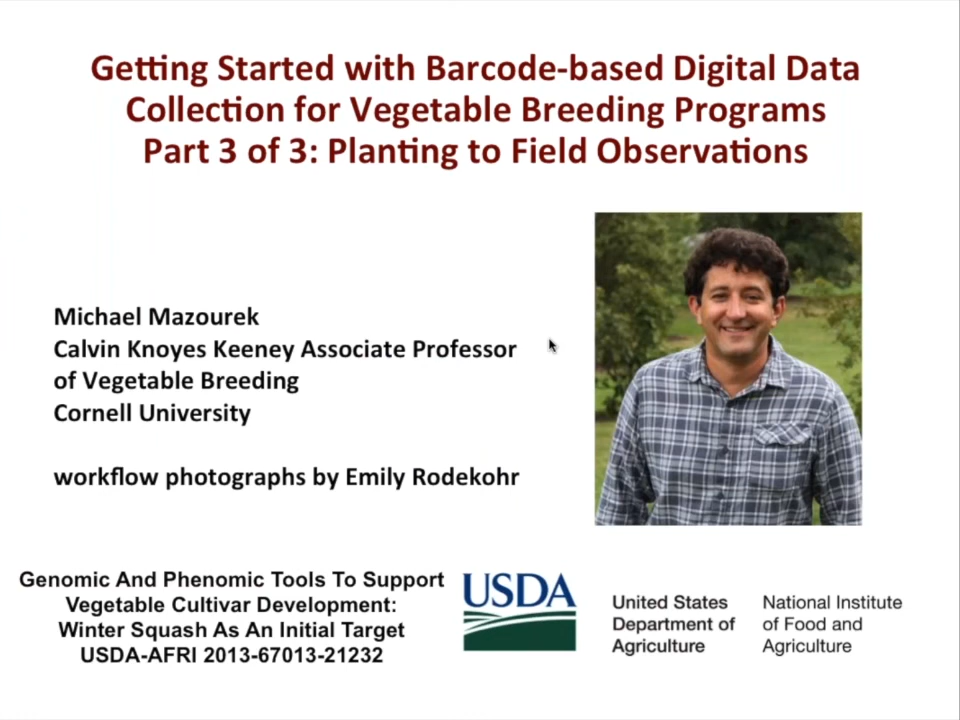 Getting Started with Barcode-based Digital Data
Collection for Vegetable Breeding Programs
Part 3 of 3: Planting to Field Observations
Michael Mazourek
Calvin Knoyes Keeney Associate Professor
of Vegetable Breeding
Cornell University
workflow photographs by Emily Rodekohr
Genomic And Phenomic Tools To Support
Vegetable Cultivar Development:
Winter Squash As An Initial Target
USDA-AFRI 2013-67013-21232
USDA
United States
Department of
Agriculture
National Institute
of Food and
Agriculture